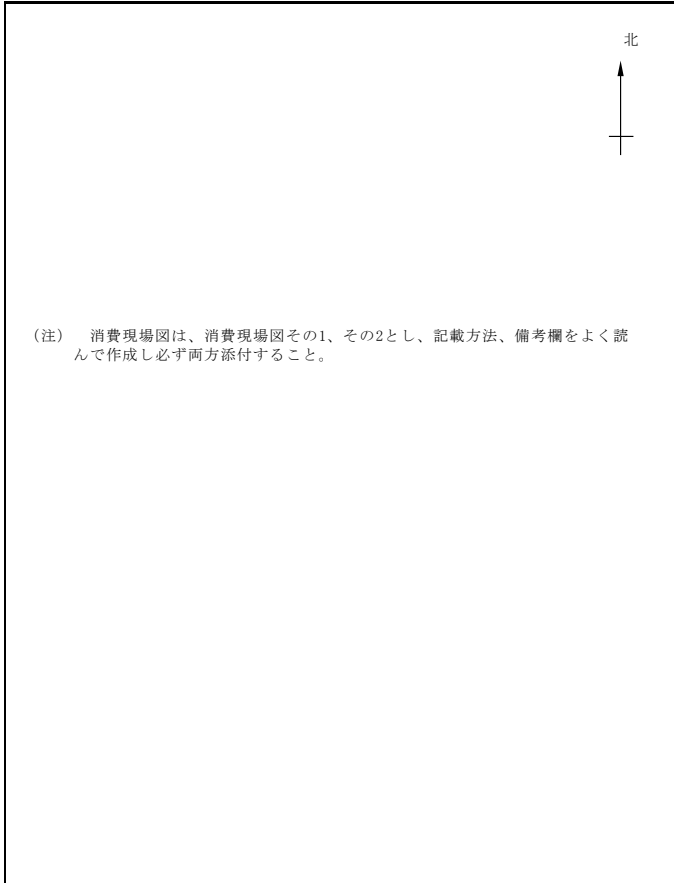 北
(注)　消費現場図は、消費現場図その1、その2とし、記載方法、備考欄をよく読
んで作成し必ず両方添付すること。